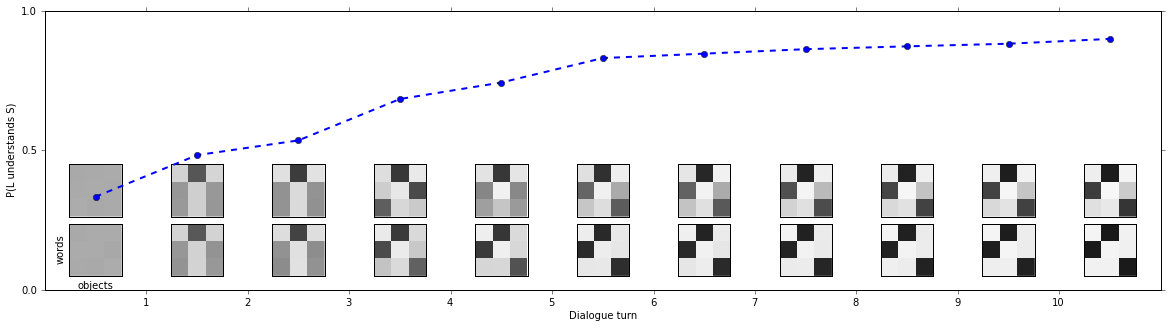 1.0
P(L understands S)
0.5
words
0.0
objects
1 2 3 4 5 6 7 8 9 10
Dialogue turn